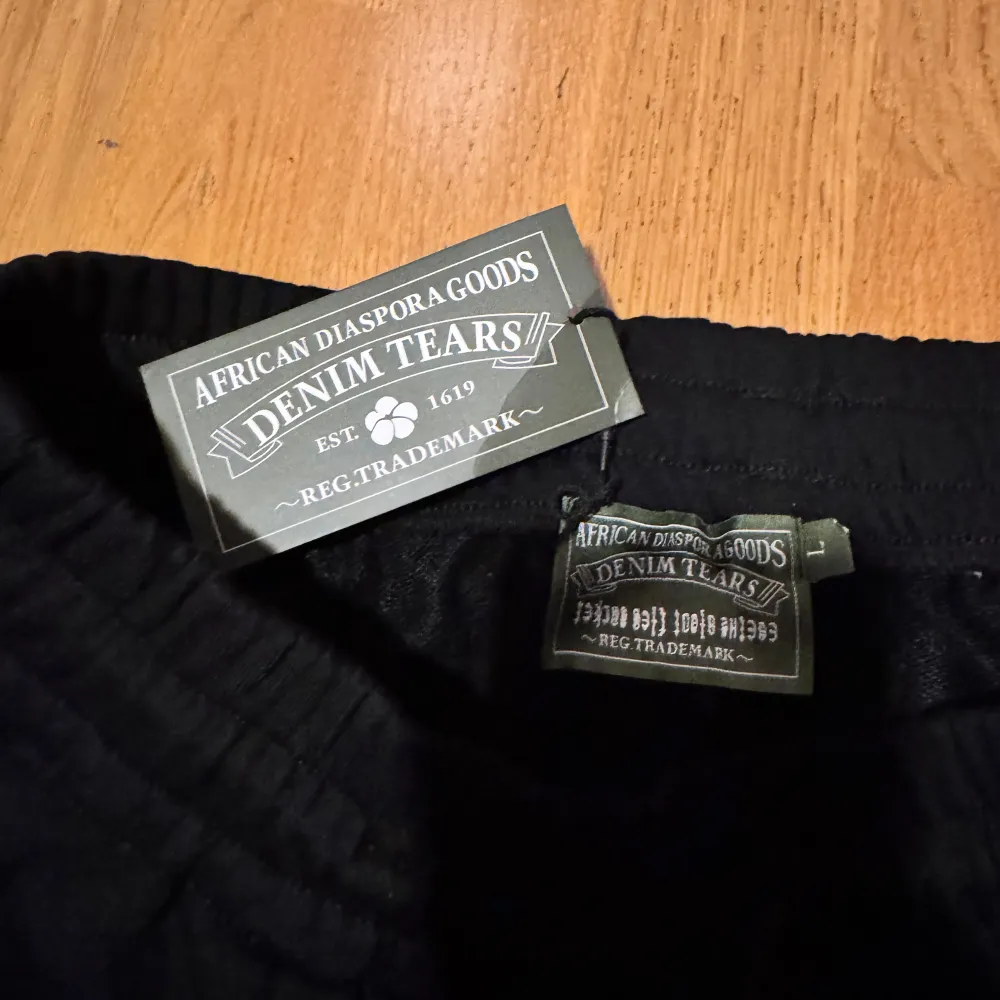 AFRICAN DIASPORA GOODS
DENIM TEARS
EST. 1619
~REG.TRADEMARK~
AFRICAN DIASPORA GOODS
DENIM TEARS
~REG.TRADEMARK~
L